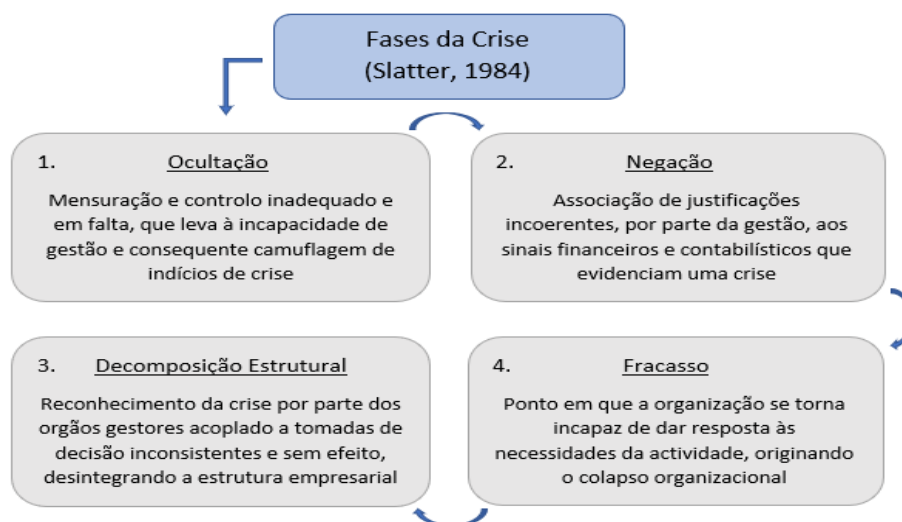 Fases da Crise
(Slatter, 1984)
1. Ocultação
Mensuração e controlo inadequado e
em falta, que leva à incapacidade de
gestão e consequente camuflagem de
indícios de crise
2. Negação
Associação de justificações
incoerentes, por parte da gestão, aos
sinais financeiros e contabilísticos que
evidenciam uma crise
3. Decomposição Estrutural
Reconhecimento da crise por parte dos
orgãos gestores acoplado a tomadas de
decisão inconsistentes e sem efeito,
desintegrando a estrutura empresarial
4. Fracasso
Ponto em que a organização se torna
incapaz de dar resposta às
necessidades da actividade, originando
o colapso organizacional